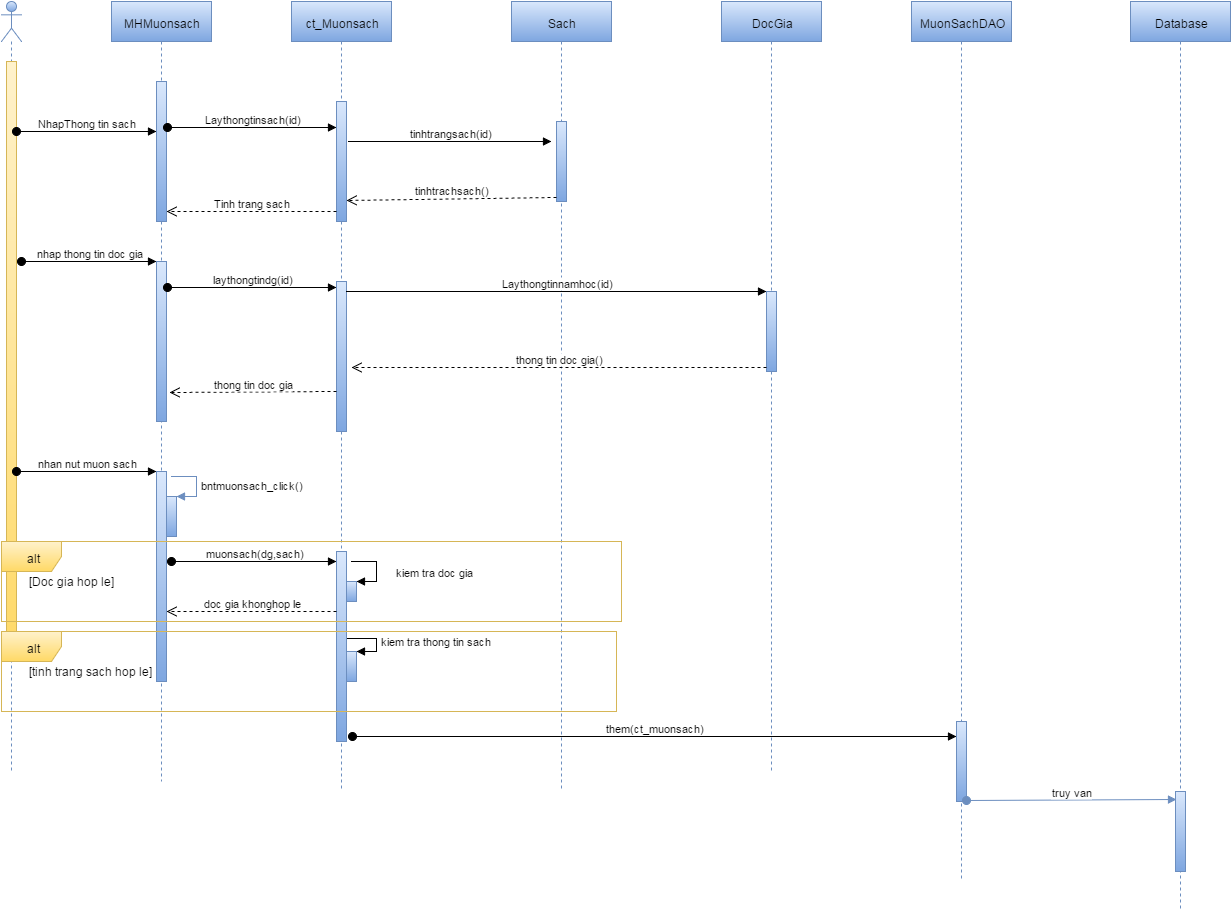 MHMuonsach
ct_Muonsach
Sach
DocGia
MuonSachDAO
Database
NhapThong tin sach
Laythongtinsach(id)
tinhtrangsach(id)
tinhtrachsach()
Tinh trang sach
nhap thong tin doc gia
laythongtindg(id)
Laythongtinnamhoc(id)
thong tin doc gia()
thong tin doc gia
nhan nut muon sach
bntmuonsach_click()
alt
muonsach(dg,sach)
kiem tra doc gia
[Doc gia hop le]
doc gia khonghop le
alt
kiem tra thong tin sach
[tinh trang sach hop le]
them(ct_muonsach)
truy van